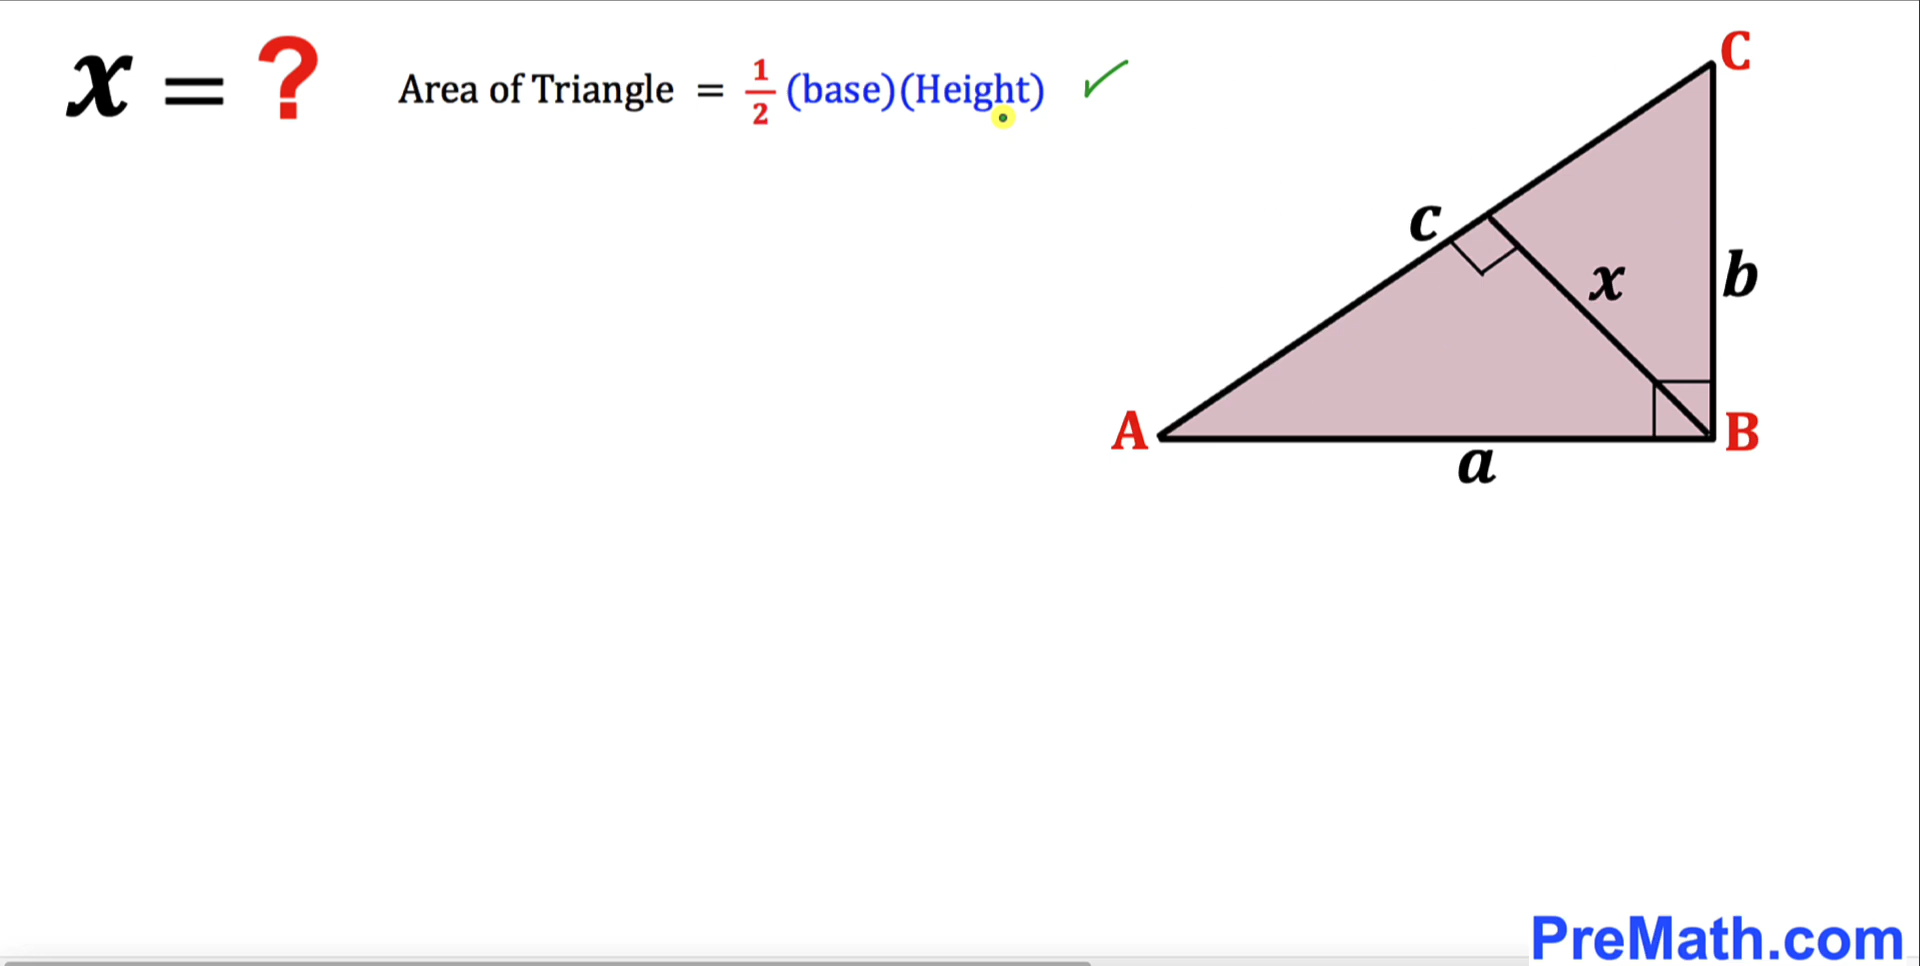 x = ?
Area of Triangle = 1/2 (base)(Height)
C
c
x
b
A
B
a
PreMath.com